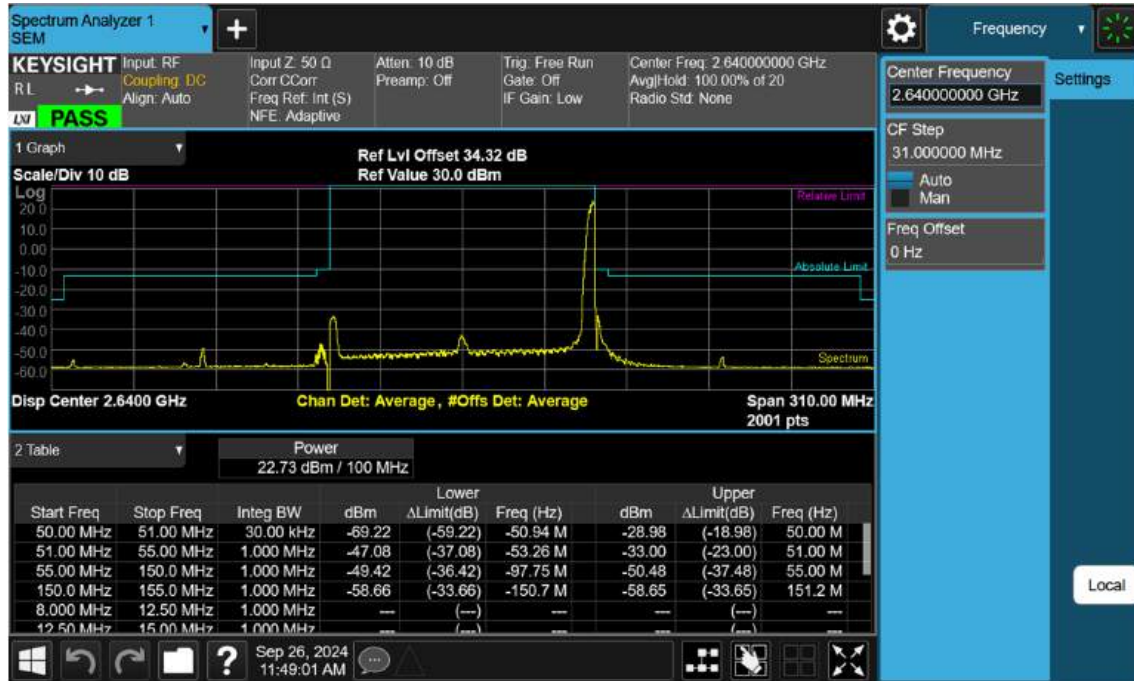 Spectrum Analyzer 1
SEM
+
Frequency
KEYSIGHT
RL
LXI
PASS
Input: RF
Coupling: DC
Align: Auto
Input Z: 50 Ω
Corr CCorr
Freq Ref: Int (S)
NFE: Adaptive
Atten: 10 dB
Preamp: Off
Trig: Free Run
Gate: Off
IF Gain: Low
Center Freq: 2.640000000 GHz
Avg|Hold: 100.00% of 20
Radio Std: None
Center Frequency
2.640000000 GHz
Settings
CF Step
31.000000 MHz
Auto
Man
Freq Offset
0 Hz
Local
1 Graph
Scale/Div 10 dB
Ref Lvl Offset 34.32 dB
Ref Value 30.0 dBm
Log
20.0
10.0
0.00
-10.0
-20.0
-30.0
-40.0
-50.0
-60.0
Relative Limit
Absolute Limit
Spectrum
Disp Center 2.6400 GHz
Chan Det: Average, #Offs Det: Average
Span 310.00 MHz
2001 pts
2 Table
Power
22.73 dBm / 100 MHz
Lower Upper
Start Freq Stop Freq Integ BW dBm ΔLimit(dB) Freq (Hz) dBm ΔLimit(dB) Freq (Hz)
50.00 MHz 51.00 MHz 30.00 kHz -69.22 (-59.22) -50.94 M -28.98 (-18.98) 50.00 M
51.00 MHz 55.00 MHz 1.000 MHz -47.08 (-37.08) -53.26 M -33.00 (-23.00) 51.00 M
55.00 MHz 150.0 MHz 1.000 MHz -49.42 (-36.42) -97.75 M -50.48 (-37.48) 55.00 M
150.0 MHz 155.0 MHz 1.000 MHz -58.66 (-33.66) -150.7 M -58.65 (-33.65) 151.2 M
8.000 MHz 12.50 MHz 1.000 MHz --- (---) --- --- (---) ---
12.50 MHz 15.00 MHz 1.000 MHz --- (---) --- --- (---) ---
?
Sep 26, 2024
11:49:01 AM